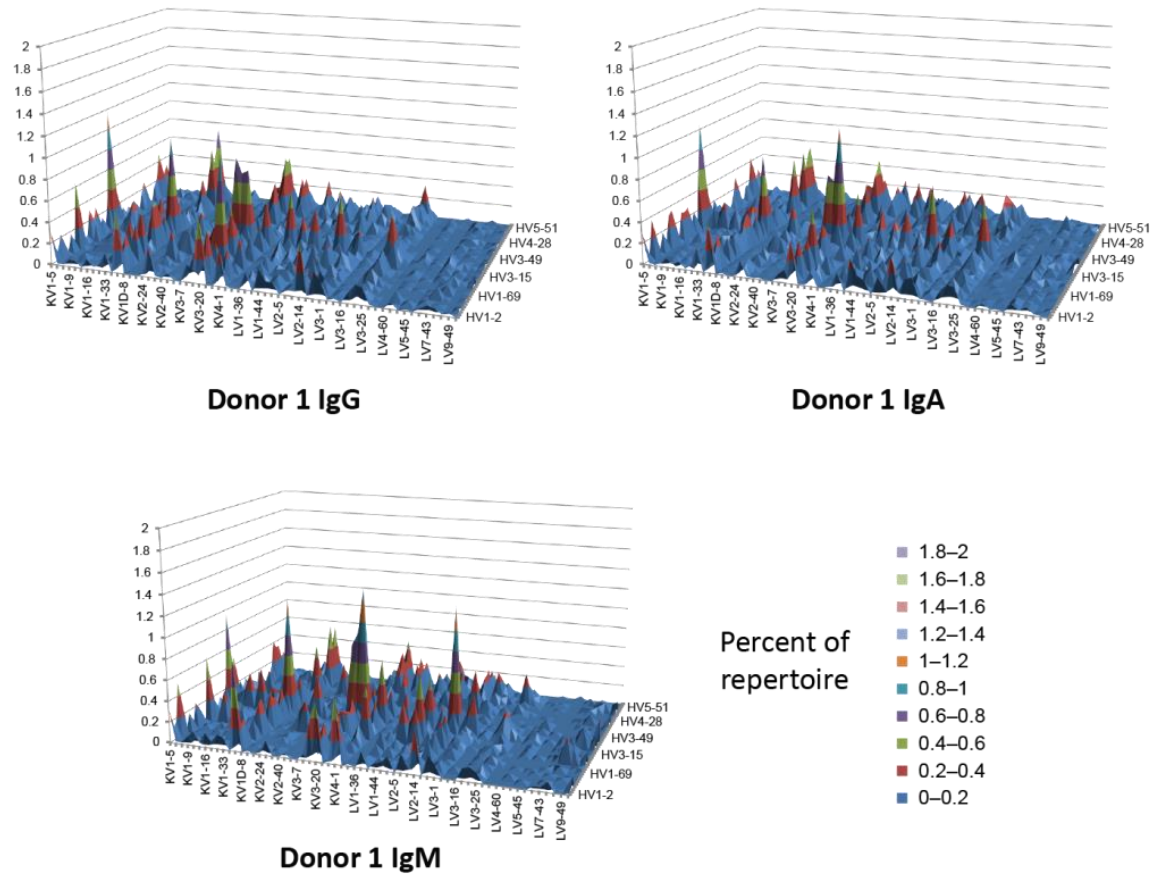 2
1.8
1.6
1.4
1.2
1
0.8
0.6
0.4
0.2
0
KV1-5
KV1-9
KV1-16
KV1-33
KV1D-8
KV2-24
KV2-40
KV3-7
KV3-20
KV4-1
LV1-36
LV1-44
LV2-5
LV2-14
LV3-1
LV3-16
LV3-25
LV4-60
LV5-45
LV7-43
LV9-49
HV5-51
HV4-28
HV3-49
HV3-15
HV1-69
HV1-2
Donor 1 IgG
2
1.8
1.6
1.4
1.2
1
0.8
0.6
0.4
0.2
0
KV1-5
KV1-9
KV1-16
KV1-33
KV1D-8
KV2-24
KV2-40
KV3-7
KV3-20
KV4-1
LV1-36
LV1-44
LV2-5
LV2-14
LV3-1
LV3-16
LV3-25
LV4-60
LV5-45
LV7-43
LV9-49
HV5-51
HV4-28
HV3-49
HV3-15
HV1-69
HV1-2
Donor 1 IgA
2
1.8
1.6
1.4
1.2
1
0.8
0.6
0.4
0.2
0
KV1-5
KV1-9
KV1-16
KV1-33
KV1D-8
KV2-24
KV2-40
KV3-7
KV3-20
KV4-1
LV1-36
LV1-44
LV2-5
LV2-14
LV3-1
LV3-16
LV3-25
LV4-60
LV5-45
LV7-43
LV9-49
HV5-51
HV4-28
HV3-49
HV3-15
HV1-69
HV1-2
Donor 1 IgM
Percent of
repertoire
1.8–2
1.6–1.8
1.4–1.6
1.2–1.4
1–1.2
0.8–1
0.6–0.8
0.4–0.6
0.2–0.4
0–0.2